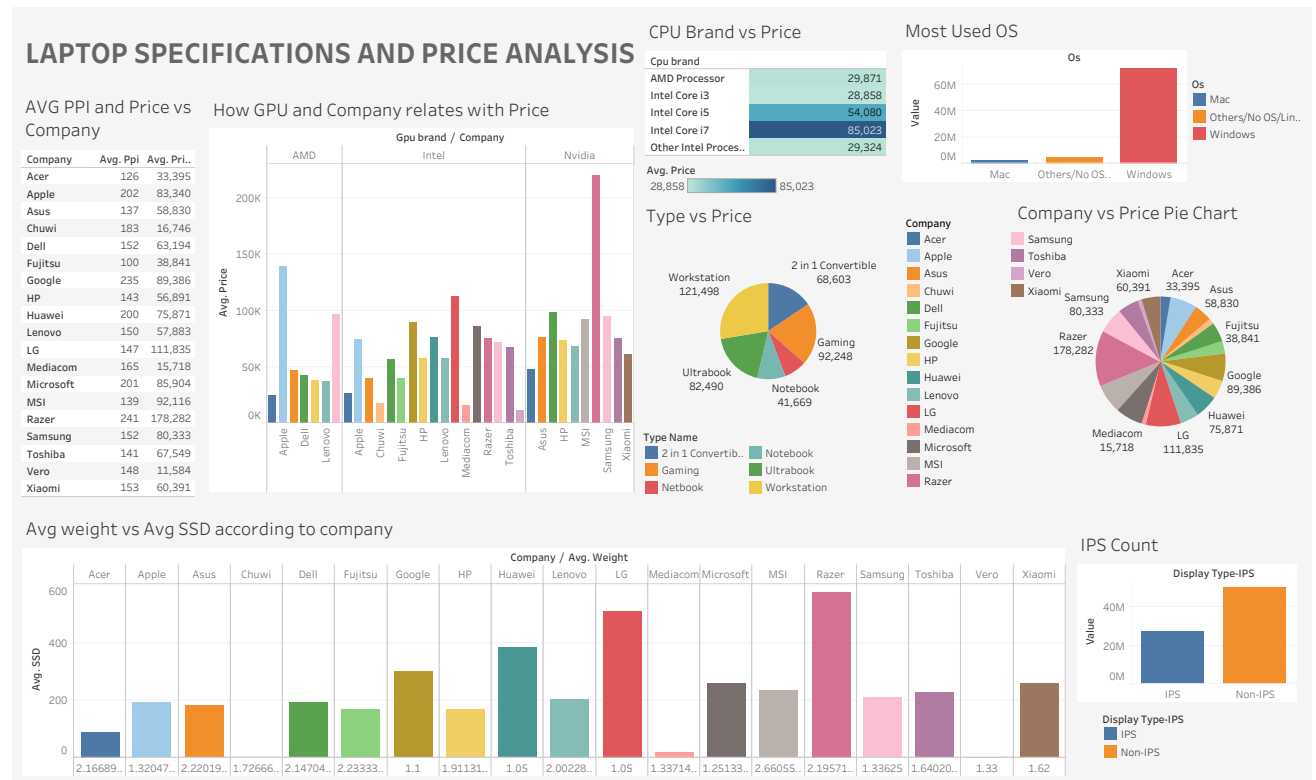 LAPTOP SPECIFICATIONS AND PRICE ANALYSIS
AVG PPI and Price vs
Company
Company Avg. Ppi Avg. Pri..
Acer 126 33,395
Apple 202 83,340
Asus 137 58,830
Chuwi 183 16,746
Dell 152 63,194
Fujitsu 100 38,841
Google 235 89,386
HP 143 56,891
Huawei 200 75,871
Lenovo 150 57,883
LG 147 111,835
Mediacom 165 15,718
Microsoft 201 85,904
MSI 139 92,116
Razer 241 178,282
Samsung 152 80,333
Toshiba 141 67,549
Vero 148 11,584
Xiaomi 153 60,391
How GPU and Company relates with Price
Gpu brand / Company
AMD Intel Nvidia
Avg. Price
200K
150K
100K
50K
0K
Apple Dell Lenovo Apple Chuwi Fujitsu HP Lenovo Mediacom Razer Toshiba Asus HP MSI Samsung Xiaomi
CPU Brand vs Price
Cpu brand
AMD Processor 29,871
Intel Core i3 28,858
Intel Core i5 54,080
Intel Core i7 85,023
Other Intel Proces.. 29,324
Avg. Price
28,858 85,023
Type vs Price
2 in 1 Convertible
68,603
Workstation
121,498
Gaming
92,248
Ultrabook
82,490
Notebook
41,669
Type Name
2 in 1 Convertib.. Notebook
Gaming Ultrabook
Netbook Workstation
Most Used OS
Os
Value
60M
40M
20M
0M
Mac Others/No OS.. Windows
Os
Mac
Others/No OS/Lin..
Windows
Company
Acer
Apple
Asus
Chuwi
Dell
Fujitsu
Google
HP
Huawei
Lenovo
LG
Mediacom
Microsoft
MSI
Razer
Samsung
Toshiba
Vero
Xiaomi
Company vs Price Pie Chart
Xiaomi
60,391
Acer
33,395
Asus
58,830
Samsung
80,333
Fujitsu
38,841
Razer
178,282
Google
89,386
Huawei
75,871
Mediacom
15,718
LG
111,835
Avg weight vs Avg SSD according to company
Company / Avg. Weight
Acer Apple Asus Chuwi Dell Fujitsu Google HP Huawei Lenovo LG Mediacom Microsoft MSI Razer Samsung Toshiba Vero Xiaomi
Avg. SSD
600
400
200
0
2.16689.. 1.32047.. 2.22019.. 1.72666.. 2.14704.. 2.23333.. 1.1 1.91131.. 1.05 2.00228.. 1.05 1.33714.. 1.25133.. 2.66055.. 2.19571.. 1.33625 1.64020.. 1.33 1.62
IPS Count
Display Type-IPS
Value
40M
20M
0M
IPS Non-IPS
Display Type-IPS
IPS
Non-IPS